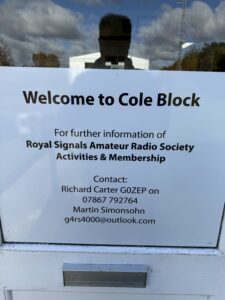 Welcome to Cole Block
For further information of
Royal Signals Amateur Radio Society
Activities & Membership
Contact:
Richard Carter G0ZEP on
07867 792764
Martin Simonsohn
g4rs4000@outlook.com